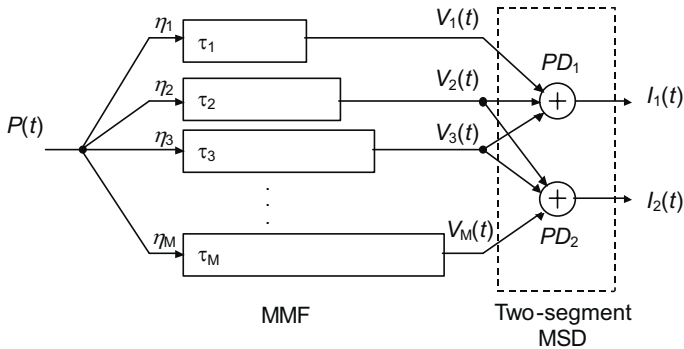 η1 τ1 V1(t)
PD1
η2 τ2 V2(t) I1(t)
P(t)
η3 τ3 V3(t)
I2(t)
ηM τM VM(t) PD2
MMF Two-segment
MSD